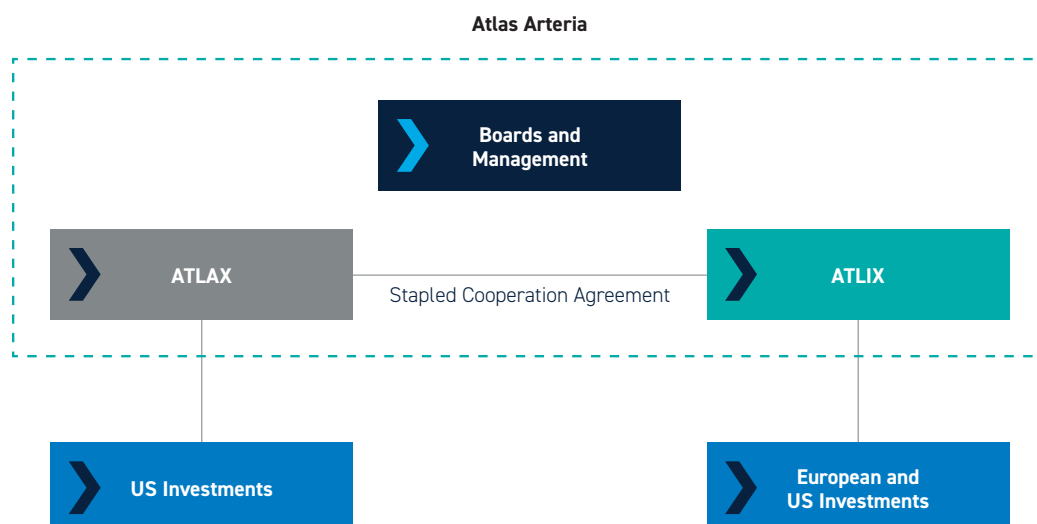 Atlas Arteria
Boards and
Management
ATLAX
Stapled Cooperation Agreement
ATLIX
US Investments
European and
US Investments